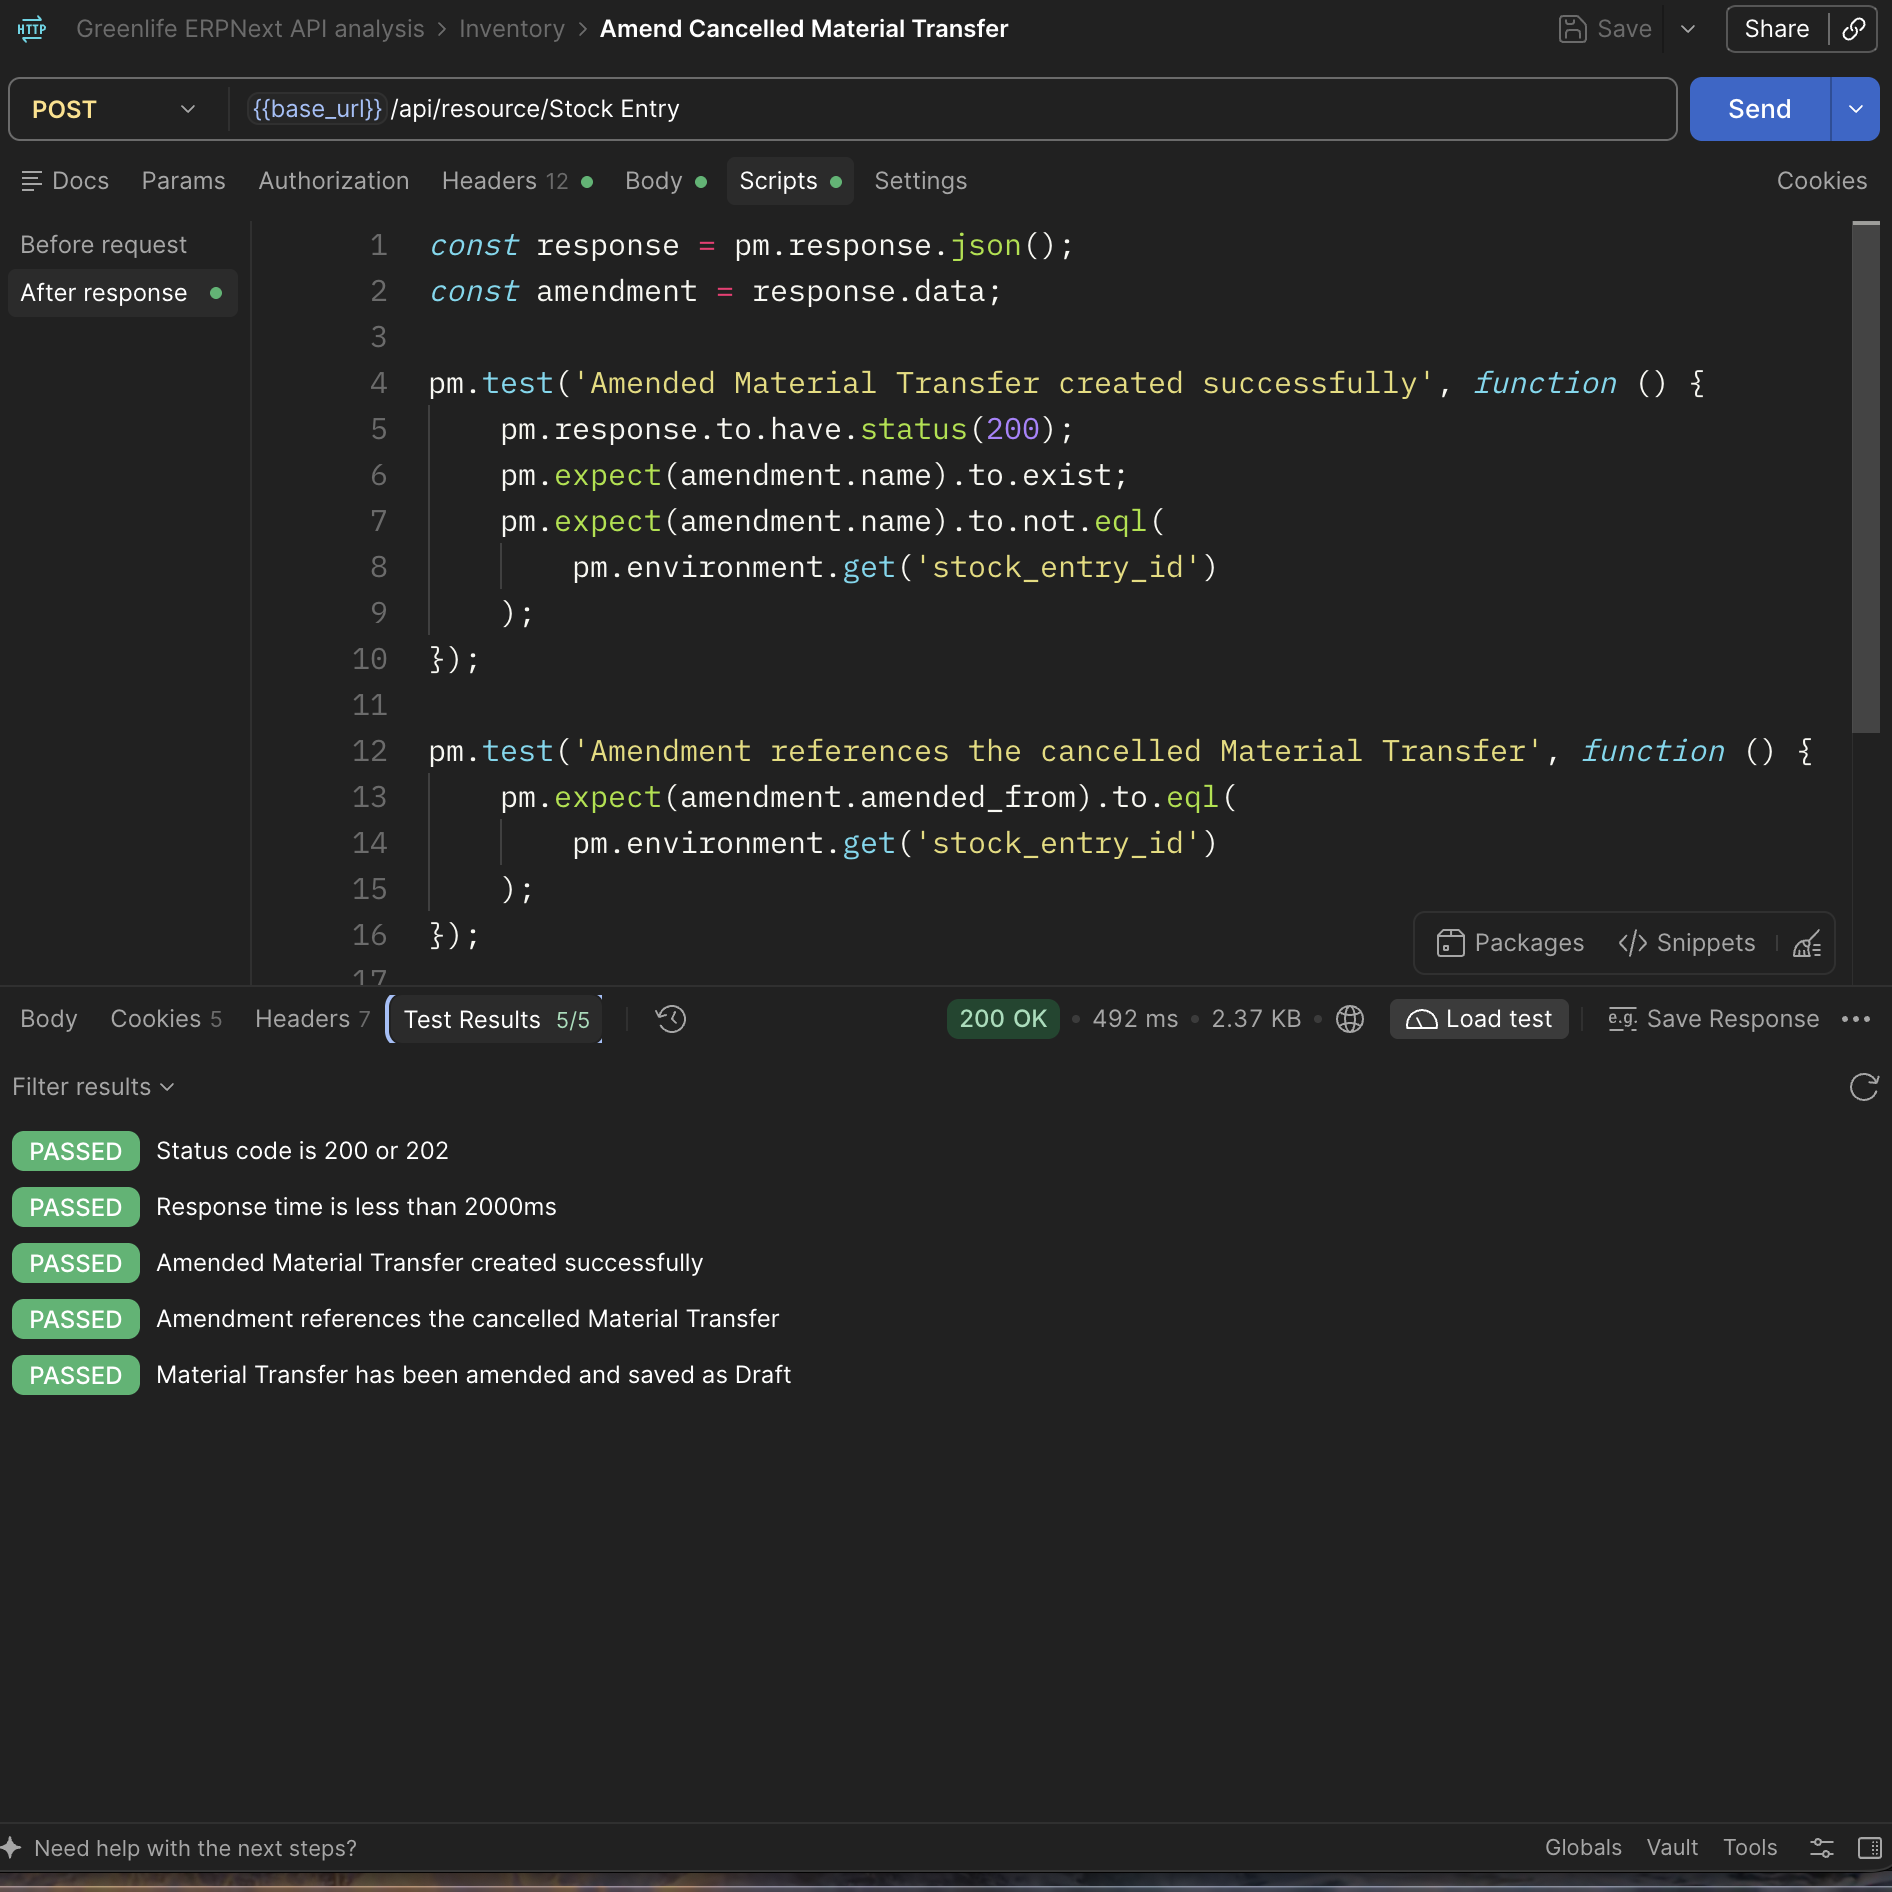 HTTP Greenlife ERPNext API analysis > Inventory > Amend Cancelled Material Transfer Save Share
POST {{base_url}} /api/resource/Stock Entry Send
Docs Params Authorization Headers 12 Body Scripts Settings Cookies
Before request
After response
1 const response = pm.response.json();
2 const amendment = response.data;
3
4 pm.test('Amended Material Transfer created successfully', function () {
5 pm.response.to.have.status(200);
6 pm.expect(amendment.name).to.exist;
7 pm.expect(amendment.name).to.not.eql(
8 pm.environment.get('stock_entry_id')
9 );
10 });
11
12 pm.test('Amendment references the cancelled Material Transfer', function () {
13 pm.expect(amendment.amended_from).to.eql(
14 pm.environment.get('stock_entry_id')
15 );
16 });
17
Packages </> Snippets
Body Cookies 5 Headers 7 Test Results 5/5 200 OK • 492 ms • 2.37 KB • Load test e.g. Save Response
Filter results
PASSED Status code is 200 or 202
PASSED Response time is less than 2000ms
PASSED Amended Material Transfer created successfully
PASSED Amendment references the cancelled Material Transfer
PASSED Material Transfer has been amended and saved as Draft
Need help with the next steps? Globals Vault Tools